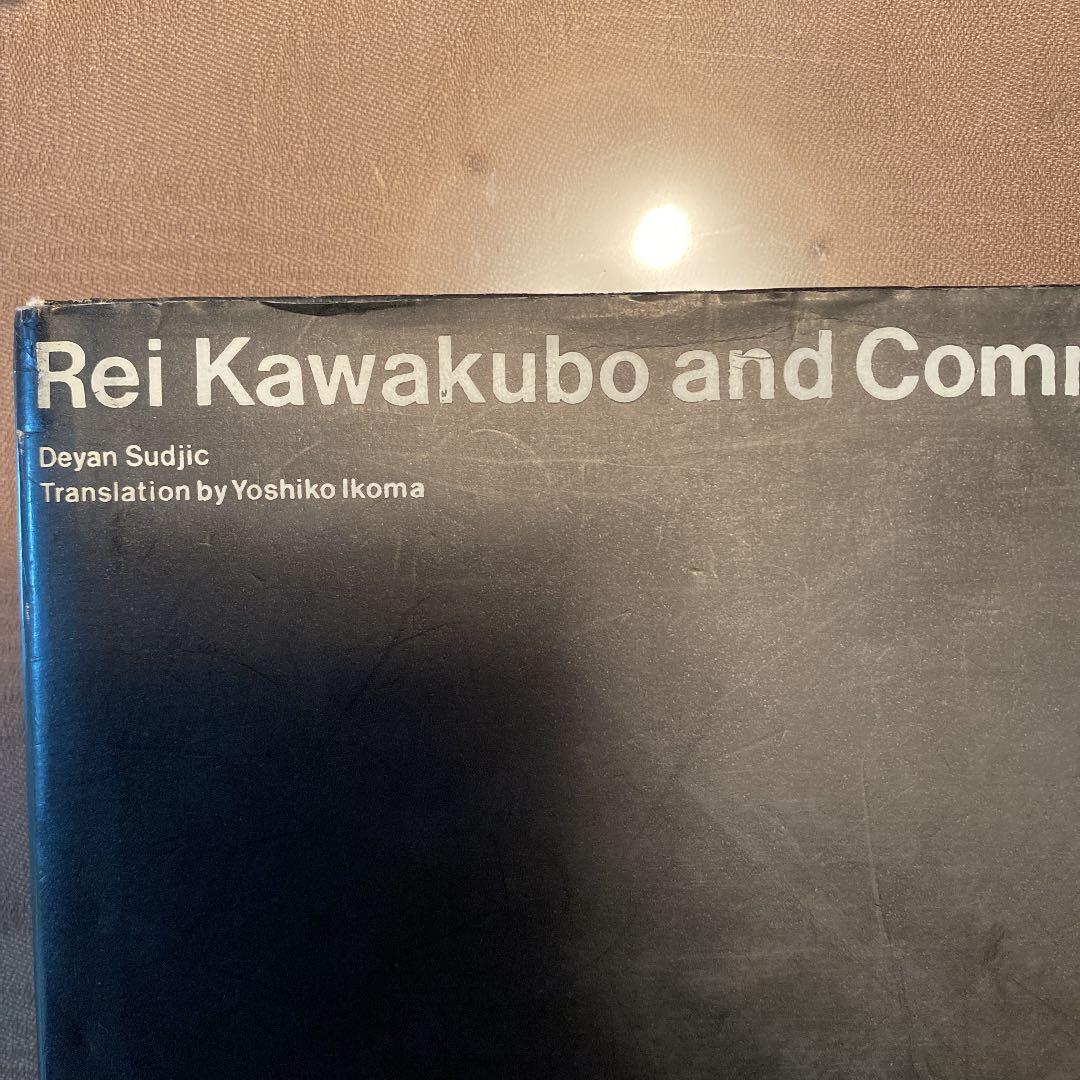 Rei Kawakubo and Comm
Deyan Sudjic
Translation by Yoshiko Ikoma